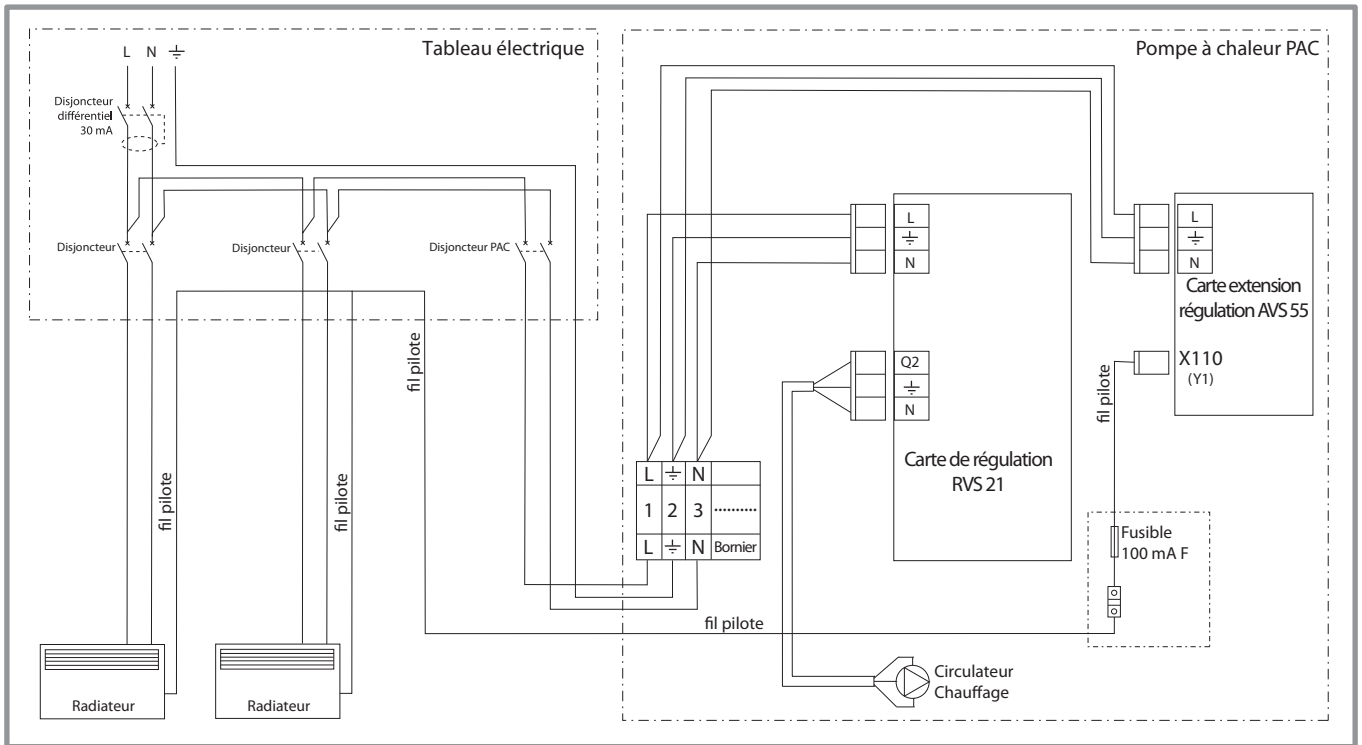 Tableau électrique
L N
Disjoncteur
différentiel
30 mA
Disjoncteur
Disjoncteur
Disjoncteur PAC
fil pilote
fil pilote
fil pilote
Radiateur
Radiateur
Pompe à chaleur PAC
L
N
Q2
N
Carte de régulation
RVS 21
L
N
Carte extension
régulation AVS 55
X110
(Y1)
fil pilote
L N
1 2 3 ..........
L N Bornier
Fusible
100 mA F
fil pilote
Circulateur
Chauffage